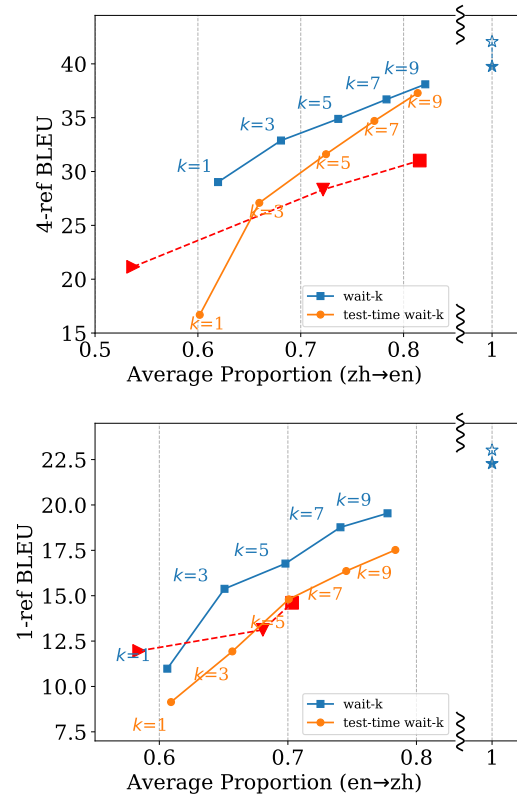 40
35
30
25
20
15
4-ref BLEU
k=1
k=3
k=5
k=7
k=9
k=1
k=3
k=5
k=7
k=9
wait-k
test-time wait-k
0.5
0.6
0.7
0.8
1
Average Proportion (zh→en)
22.5
20.0
17.5
15.0
12.5
10.0
7.5
1-ref BLEU
k=1
k=3
k=5
k=7
k=9
k=1
k=3
k=5
k=7
k=9
wait-k
test-time wait-k
0.6
0.7
0.8
1
Average Proportion (en→zh)